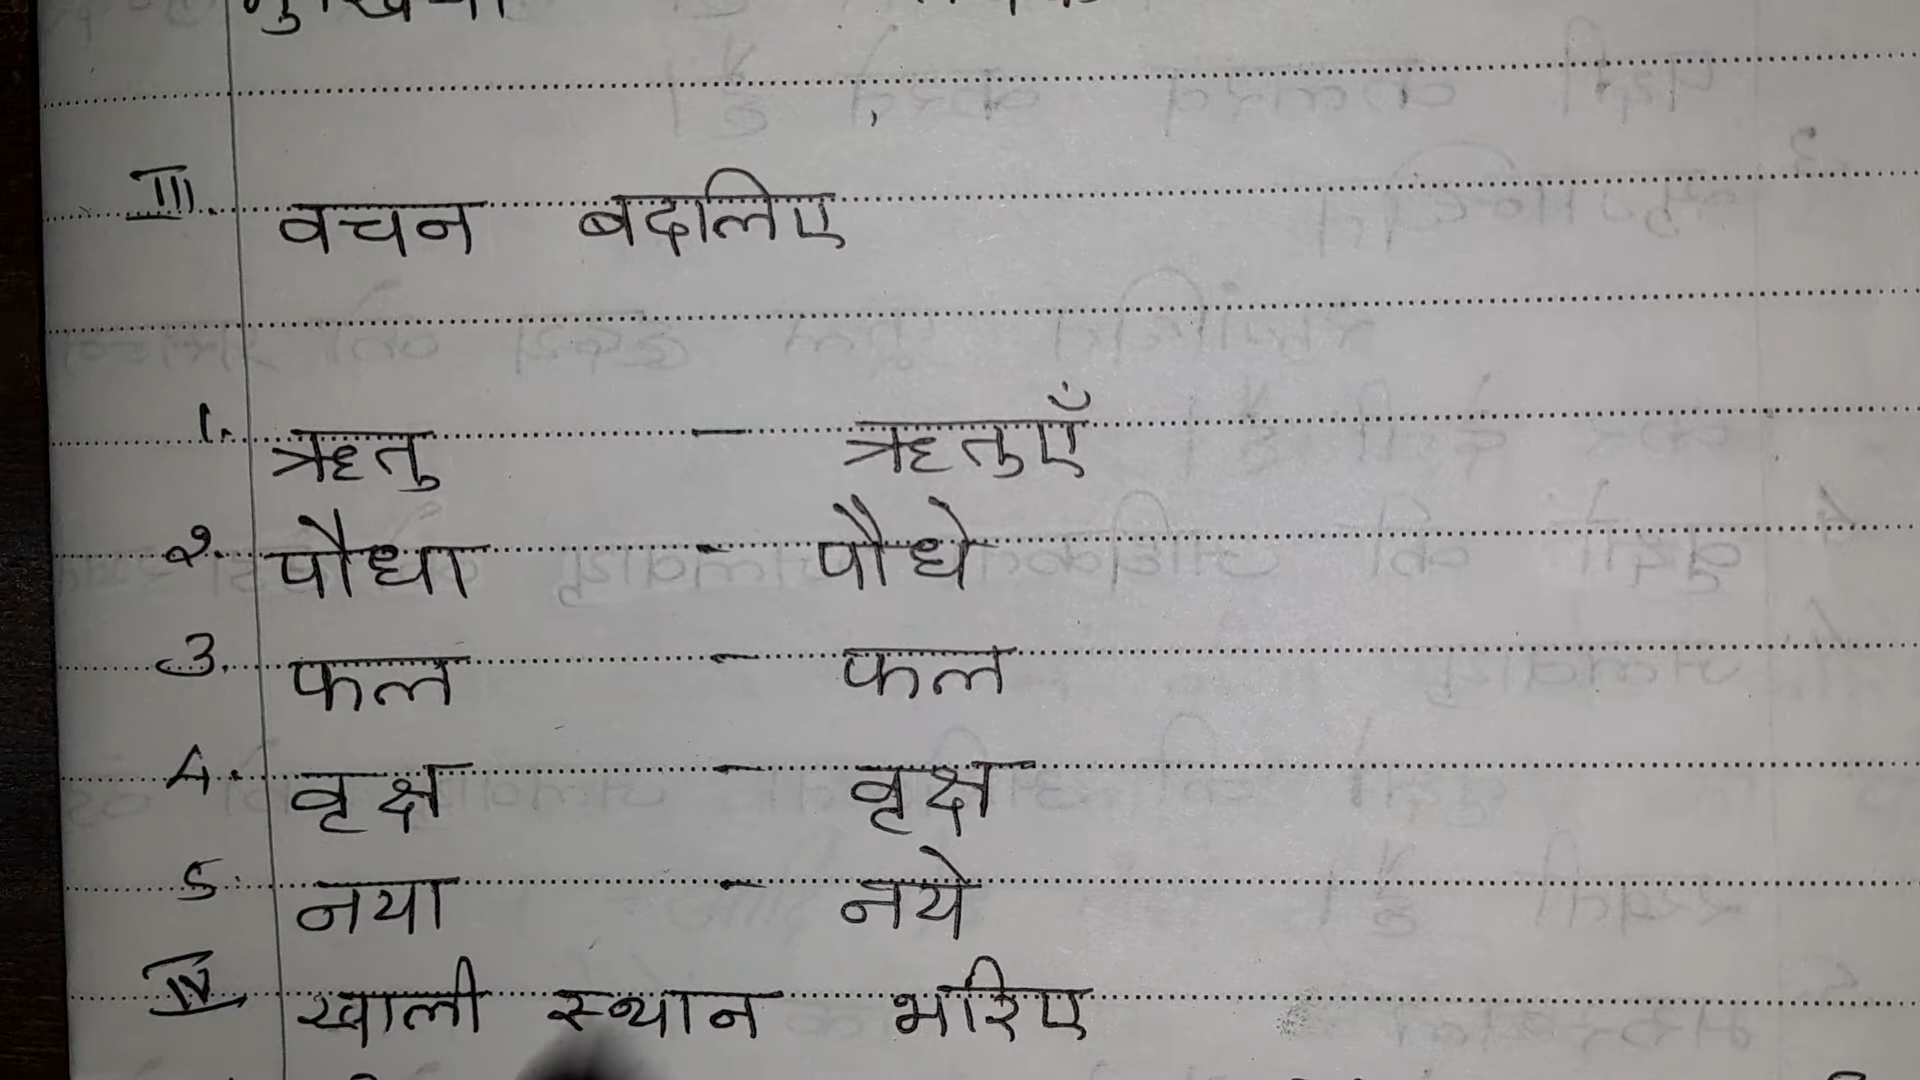 III. वचन बदलिए
1. ऋतु - ऋतुएँ
2. पौधा - पौधे
3. फल - फल
4. वृक्ष - वृक्ष
5. नया - नये
IV खाली स्थान भरिए